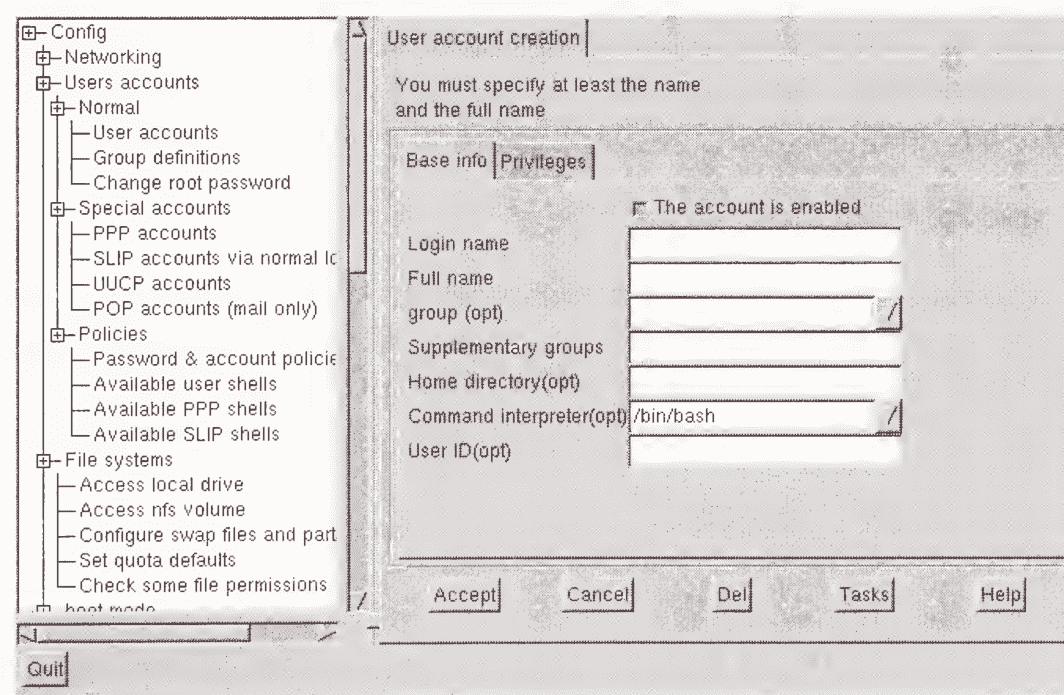 Config
Networking
Users accounts
Normal
User accounts
Group definitions
Change root password
Special accounts
PPP accounts
SLIP accounts via normal lo
UUCP accounts
POP accounts (mail only)
Policies
Password & account policie
Available user shells
Available PPP shells
Available SLIP shells
File systems
Access local drive
Access nfs volume
Configure swap files and part
Set quota defaults
Check some file permissions
boot mode
Quit
User account creation
You must specify at least the name
and the full name
Base info Privileges
The account is enabled
Login name
Full name
group (opt)
Supplementary groups
Home directory(opt)
Command interpreter(opt) /bin/bash
User ID(opt)
Accept Cancel Del Tasks Help